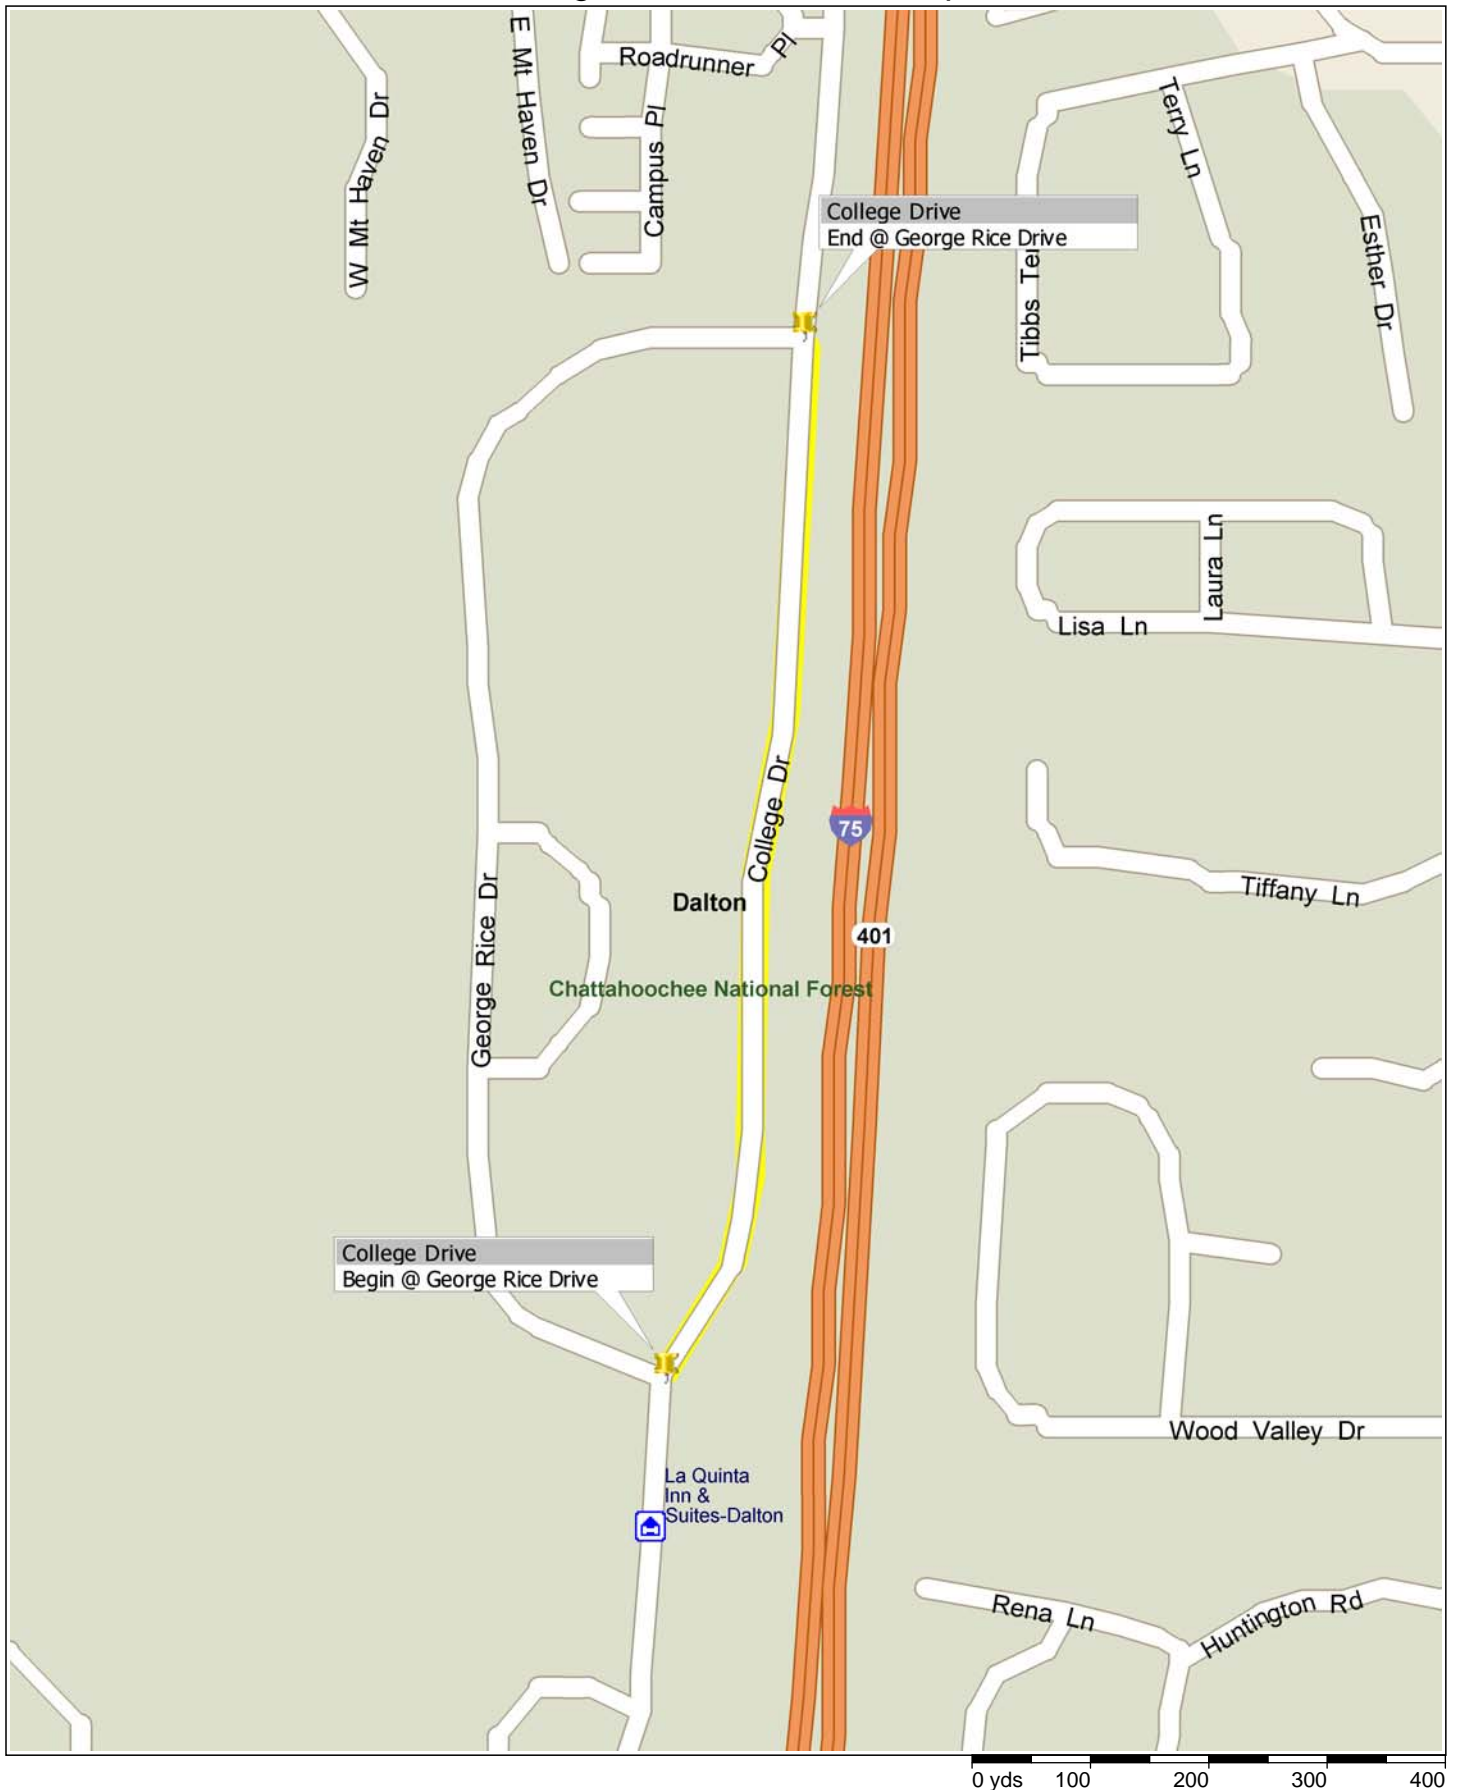 Roadrunner Pl
E Mt Haven Dr
W Mt Haven Dr
Campus Pl
Terry Ln
College Drive
End @ George Rice Drive
Tibbs Te
Esther Dr
Laura Ln
Lisa Ln
College Dr
75
Tiffany Ln
Dalton
401
George Rice Dr
Chattahoochee National Forest
College Drive
Begin @ George Rice Drive
Wood Valley Dr
La Quinta
Inn &
Suites-Dalton
Rena Ln
Huntington Rd
0 yds 100 200 300 400